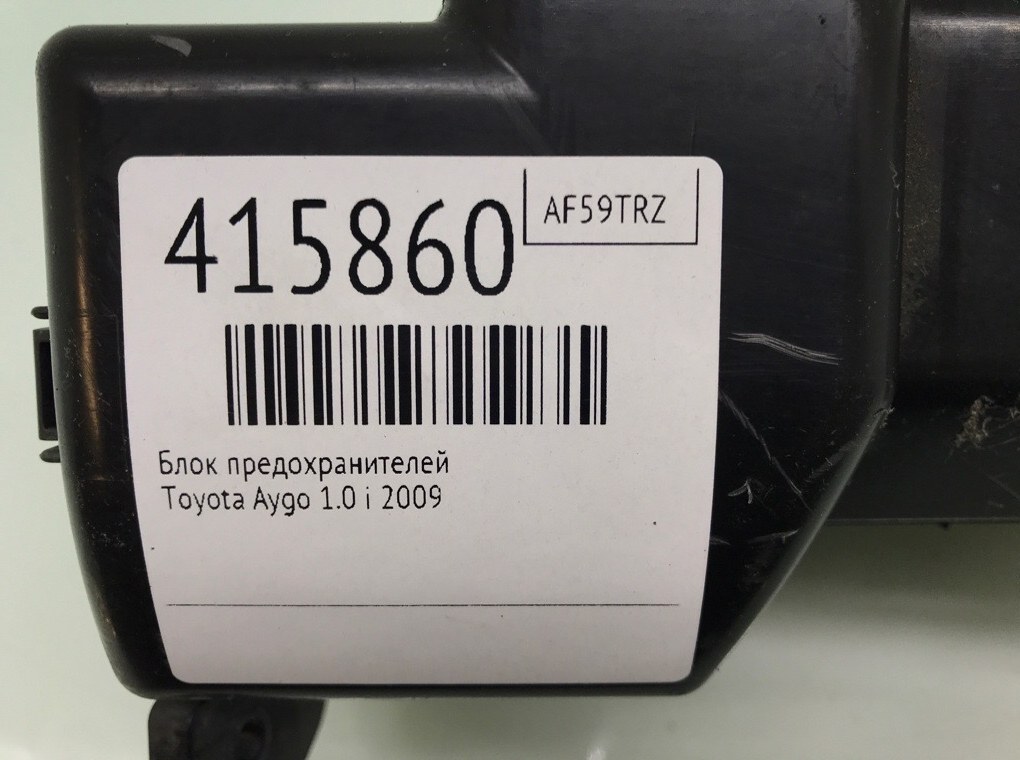 415860
AF59TRZ
Блок предохранителей
Toyota Aygo 1.0 i 2009